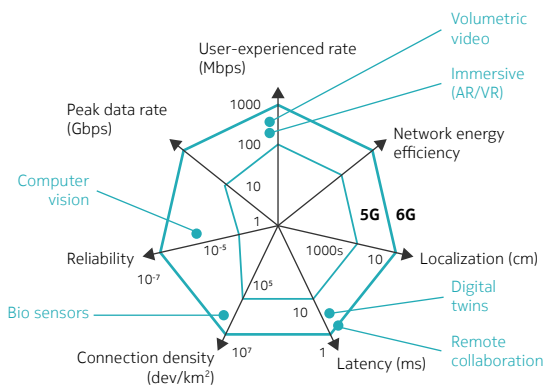 Volumetric
video
User-experienced rate
(Mbps)
Immersive
(AR/VR)
Peak data rate
(Gbps)
1000
100
10
1
Network energy
efficiency
Computer
vision
5G 6G
Reliability
10-7
10-5
1000s
10
Localization (cm)
Bio sensors
10⁵
10
Digital
twins
Connection density
(dev/km²)
10⁷
1
Latency (ms)
Remote
collaboration